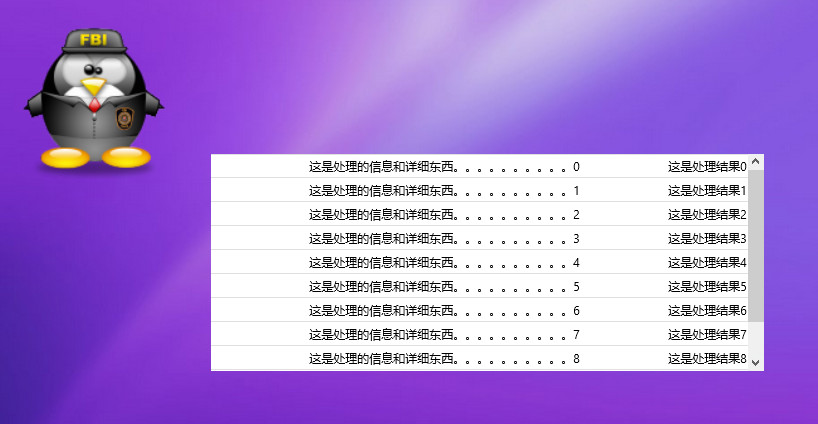 FBI
这是处理的信息和详细东西。。。。。。。。。。0 这是处理结果0
这是处理的信息和详细东西。。。。。。。。。。1 这是处理结果1
这是处理的信息和详细东西。。。。。。。。。。2 这是处理结果2
这是处理的信息和详细东西。。。。。。。。。。3 这是处理结果3
这是处理的信息和详细东西。。。。。。。。。。4 这是处理结果4
这是处理的信息和详细东西。。。。。。。。。。5 这是处理结果5
这是处理的信息和详细东西。。。。。。。。。。6 这是处理结果6
这是处理的信息和详细东西。。。。。。。。。。7 这是处理结果7
这是处理的信息和详细东西。。。。。。。。。。8 这是处理结果8